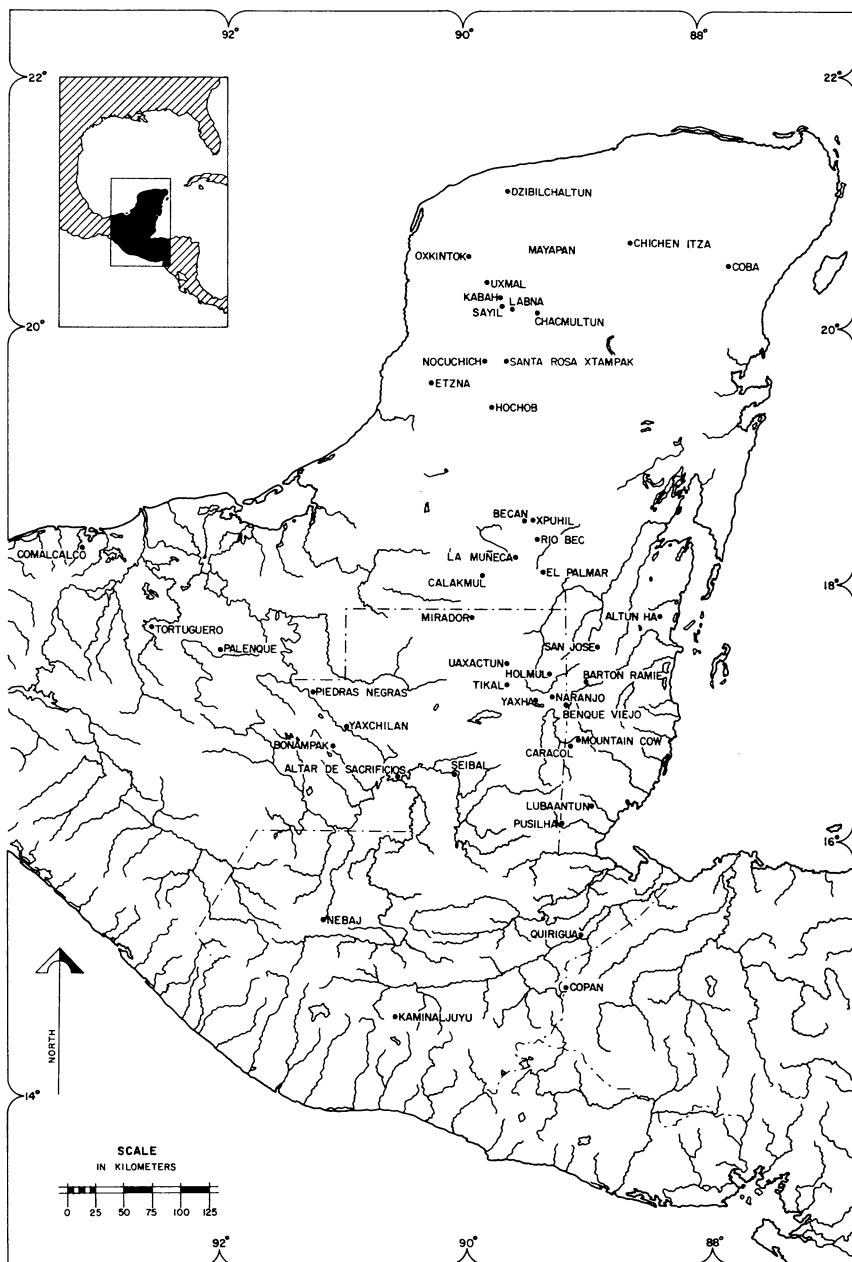 92°
90°
88°
22°
22°
DZIBILCHALTUN
OXKINTOK
MAYAPAN
CHICHEN ITZA
COBA
UXMAL
KABAH
LABNA
SAYIL
CHACMULTUN
20°
20°
NOCUCHICH
SANTA ROSA XTAMPAK
ETZNA
HOCHOB
BECAN
XPUHIL
RIO BEC
COMALCALCO
LA MUÑECA
EL PALMAR
CALAKMUL
18°
MIRADOR
ALTUN HA
TORTUGUERO
PALENQUE
SAN JOSE
UAXACTUN
HOLMUL
BARTON RAMIE
TIKAL
PIEDRAS NEGRAS
YAXHA
NARANJO
BENQUE VIEJO
YAXCHILAN
BONAMPAK
MOUNTAIN COW
CARACOL
ALTAR DE SACRIFICIOS
SEIBAL
LUBAANTUN
PUSILHA
16°
NEBAJ
QUIRIGUA
COPAN
KAMINALJUYU
NORTH
14°
SCALE
IN KILOMETERS
0 25 50 75 100 125
92°
90°
88°